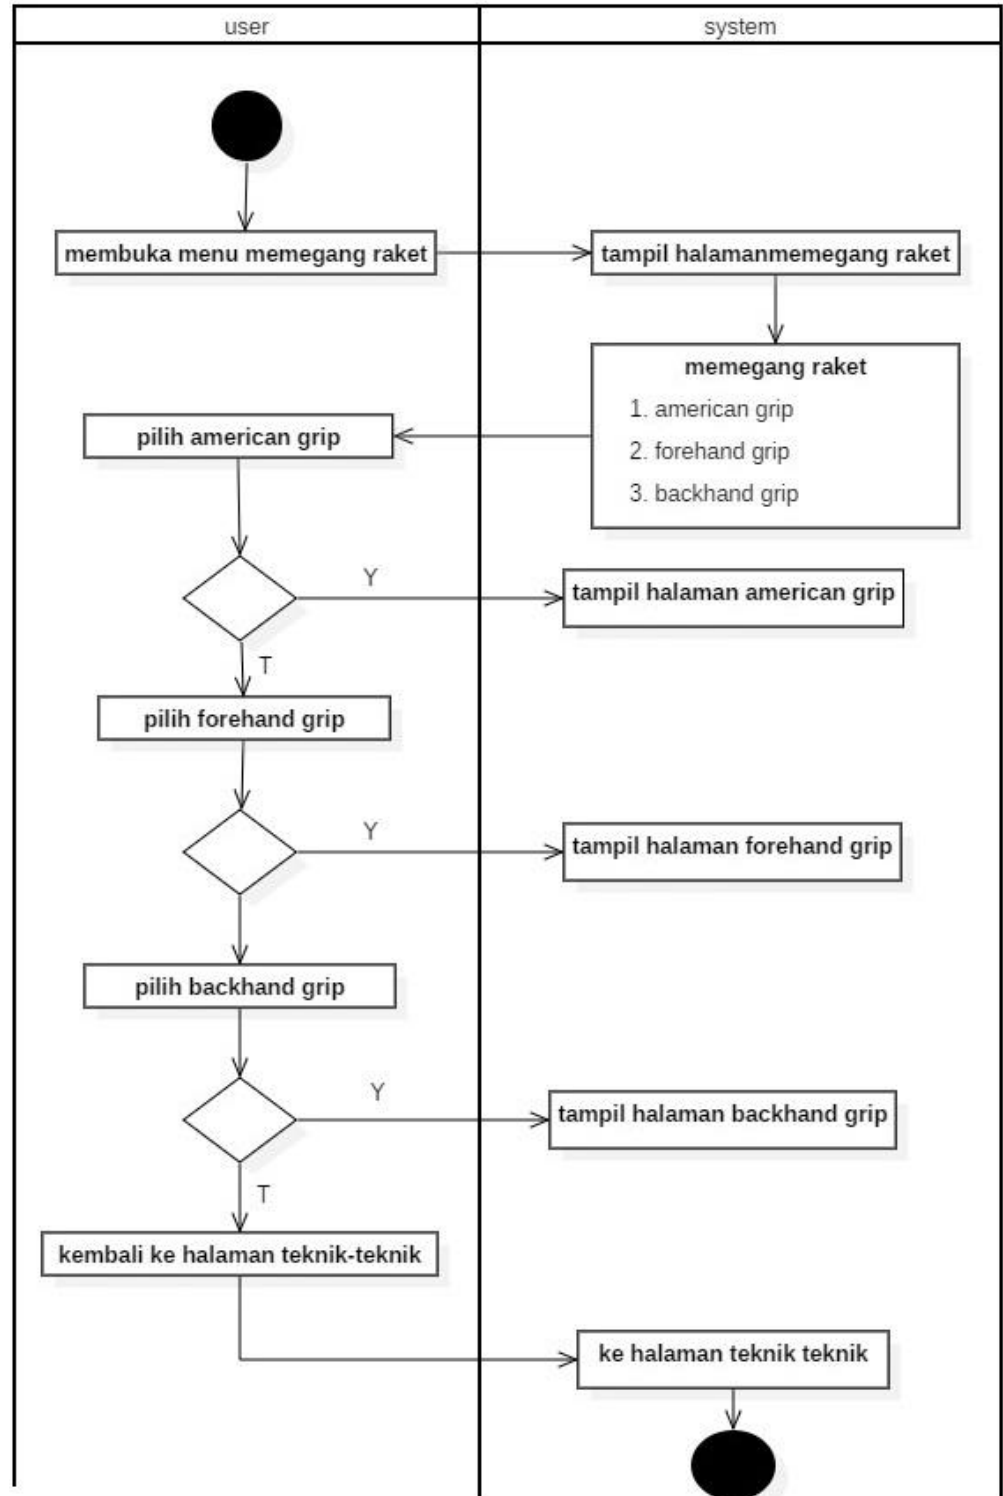 user
system
membuka menu memegang raket
tampil halamanmemegang raket
memegang raket
1. american grip
2. forehand grip
3. backhand grip
pilih american grip
Y
tampil halaman american grip
T
pilih forehand grip
Y
tampil halaman forehand grip
pilih backhand grip
Y
tampil halaman backhand grip
T
kembali ke halaman teknik-teknik
ke halaman teknik teknik